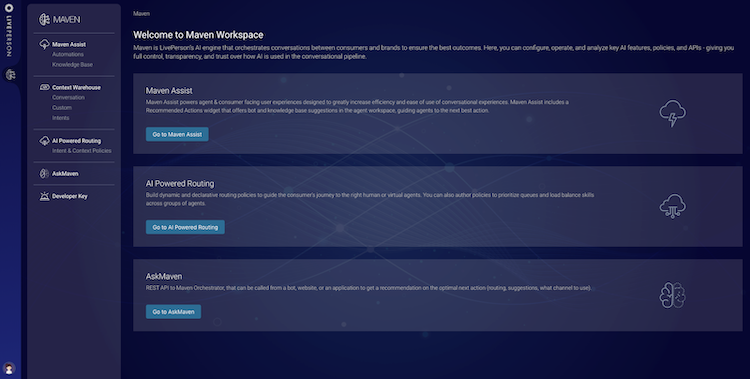 LIVEPERSON
MAVEN
Maven Assist
Automations
Knowledge Base
Context Warehouse
Conversation
Custom
Intents
AI Powered Routing
Intent & Context Policies
AskMaven
Developer Key
Maven
Welcome to Maven Workspace
Maven is LivePerson's AI engine that orchestrates conversations between consumers and brands to ensure the best outcomes. Here, you can configure, operate, and analyze key AI features, policies, and APIs - giving you
full control, transparency, and trust over how AI is used in the conversational pipeline.
Maven Assist
Maven Assist powers agent & consumer facing user experiences designed to greatly increase efficiency and ease of use of conversational experiences. Maven Assist includes a
Recommended Actions widget that offers bot and knowledge base suggestions in the agent workspace, guiding agents to the next best action.
Go to Maven Assist
AI Powered Routing
Build dynamic and declarative routing policies to guide the consumer's journey to the right human or virtual agents. You can also author policies to prioritize queues and load balance skills
across groups of agents.
Go to AI Powered Routing
AskMaven
REST API to Maven Orchestrator, that can be called from a bot, website, or an application to get a recommendation on the optimal next action (routing, suggestions, what channel to use).
Go to AskMaven